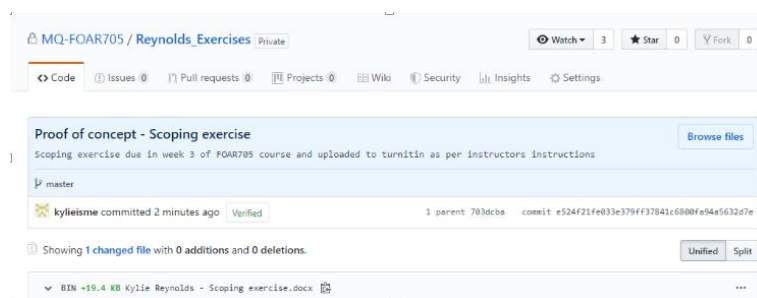 MQ-FOAR705 / Reynolds_Exercises Private
Watch 3 Star 0 Fork 0
Code Issues 0 Pull requests 0 Projects 0 Wiki Security Insights Settings
Proof of concept - Scoping exercise
Browse files
Scoping exercise due in week 3 of FOAR705 course and uploaded to turnitin as per instructors instructions
master
kylieisme committed 2 minutes ago Verified
1 parent 703dcba commit e524f21fe033e379ff37841c6800fa94a5632d7e
Showing 1 changed file with 0 additions and 0 deletions.
Unified Split
BIN +19.4 KB Kylie Reynolds - Scoping exercise.docx